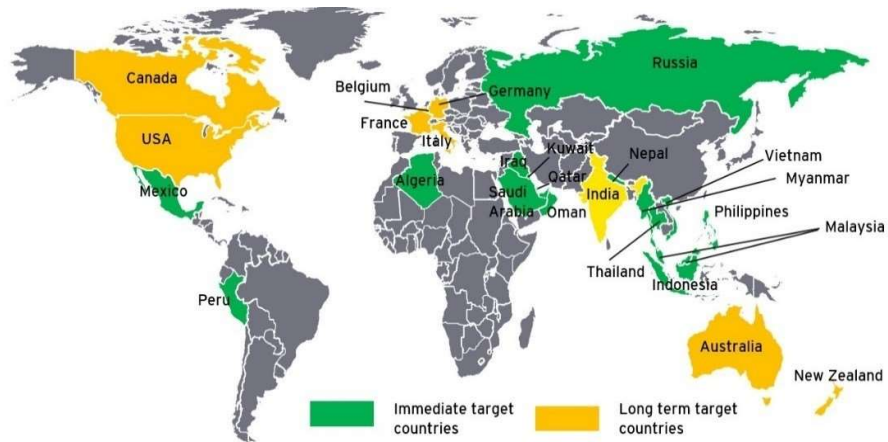 Canada
Russia
Belgium
Germany
France
USA
Italy
Kuwait
Nepal
Vietnam
Iraq
Mexico
Algeria
Qatar
Myanmar
Saudi
Arabia
Oman
India
Philippines
Malaysia
Thailand
Indonesia
Peru
Australia
New Zealand
Immediate target
countries
Long term target
countries